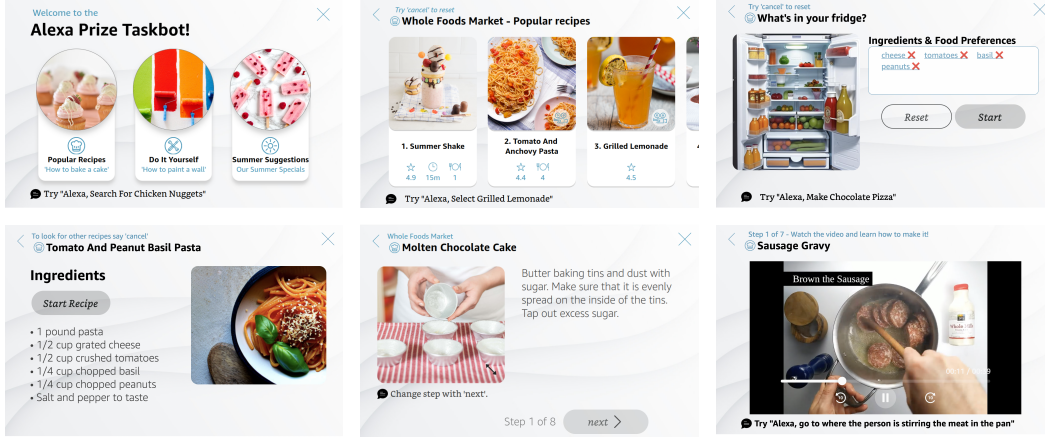 Welcome to the
Alexa Prize Taskbot!
Popular Recipes
'How to bake a cake'
Do It Yourself
'How to paint a wall'
Summer Suggestions
Our Summer Specials
Try "Alexa, Search For Chicken Nuggets"
Try 'cancel' to reset
Whole Foods Market - Popular recipes
1. Summer Shake
4.9 15m 1
2. Tomato And
Anchovy Pasta
4.4 4
3. Grilled Lemonade
4.5
Try "Alexa, Select Grilled Lemonade"
Try 'cancel' to reset
What's in your fridge?
Ingredients & Food Preferences
cheese ❌ tomatoes ❌ basil ❌
peanuts ❌
Reset Start
Try "Alexa, Make Chocolate Pizza"
To look for other recipes say 'cancel'
Tomato And Peanut Basil Pasta
Ingredients
Start Recipe
• 1 pound pasta
• 1/2 cup grated cheese
• 1/2 cup crushed tomatoes
• 1/4 cup chopped basil
• 1/4 cup chopped peanuts
• Salt and pepper to taste
Whole Foods Market
Molten Chocolate Cake
Butter baking tins and dust with
sugar. Make sure that it is evenly
spread on the inside of the tins.
Tap out excess sugar.
Change step with 'next'.
Step 1 of 8 next
Step 1 of 7 - Watch the video and learn how to make it!
Sausage Gravy
Brown the Sausage
Try "Alexa, go to where the person is stirring the meat in the pan"